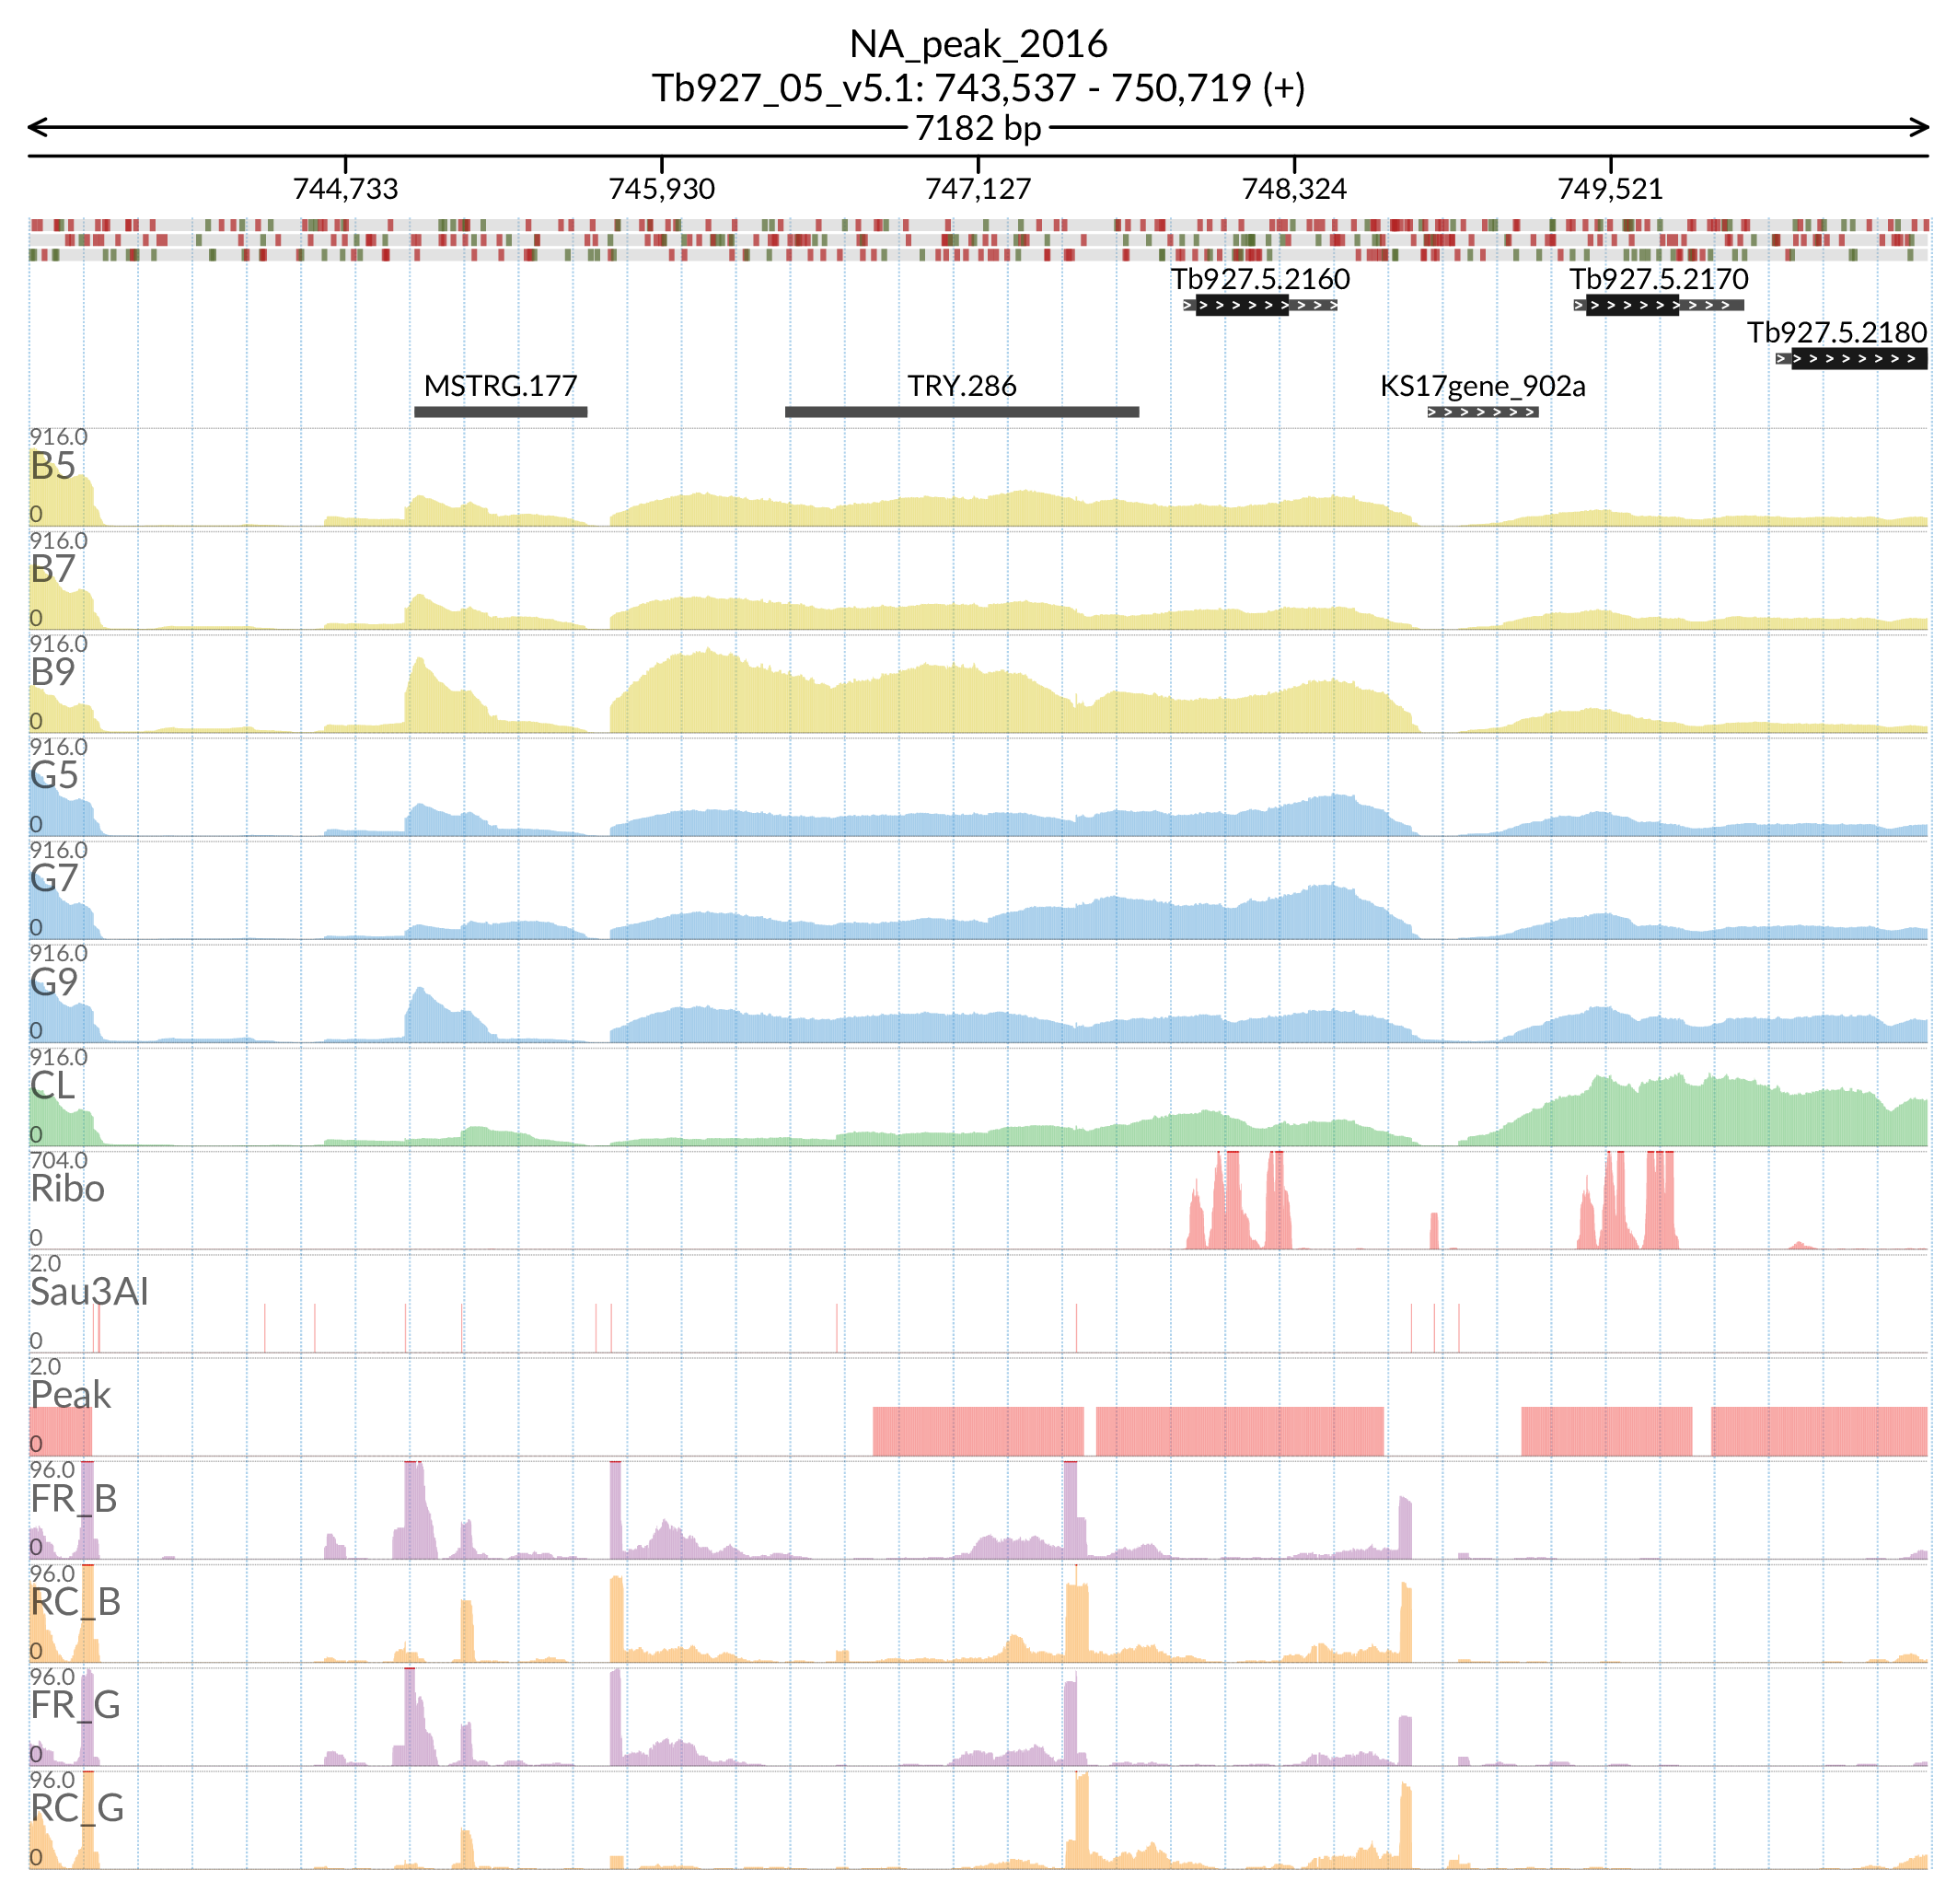 NA_peak_2016
Tb927_05_v5.1: 743,537 - 750,719 (+)
7182 bp
744,733 745,930 747,127 748,324 749,521
Tb927.5.2160 Tb927.5.2170
Tb927.5.2180
MSTRG.177 TRY.286 KS17gene_902a
916.0
B5
0
916.0
B7
0
916.0
B9
0
916.0
G5
0
916.0
G7
0
916.0
G9
0
916.0
CL
0
704.0
Ribo
0
2.0
Sau3AI
0
2.0
Peak
0
96.0
FR_B
0
96.0
RC_B
0
96.0
FR_G
0
96.0
RC_G
0